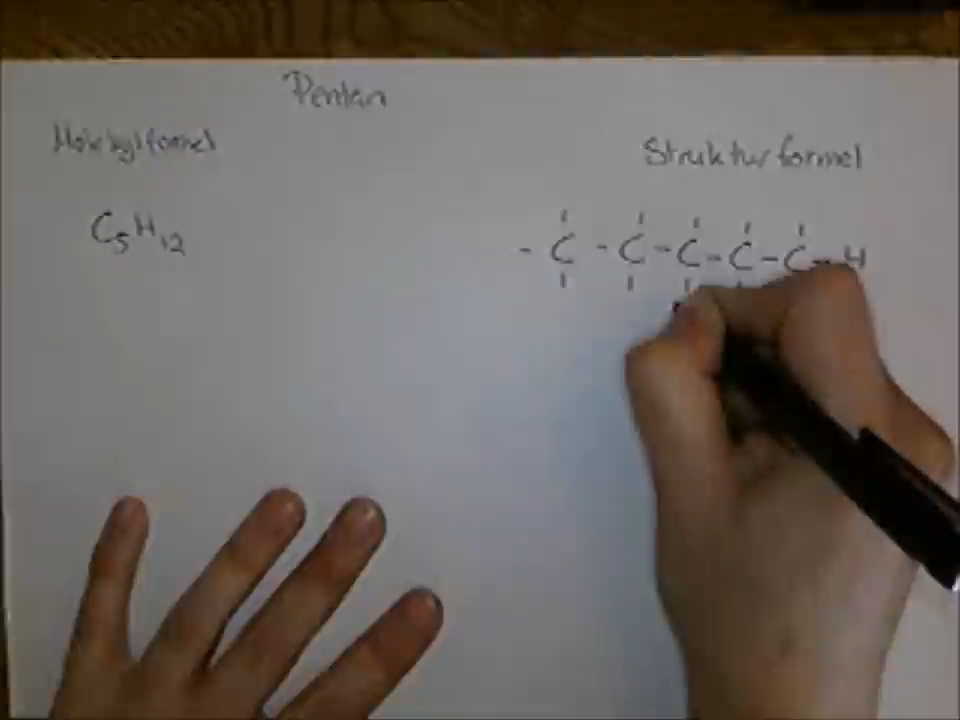 Pentan
Molekylformel
Strukturformel
C₅H₁₂
- C - C - C - C - C - H